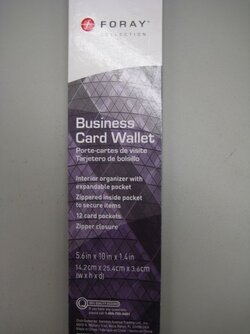 FORAY™
COLLECTION
Business
Card Wallet
Porte-cartes de visite
Tarjetero de bolsillo
Interior organizer with
expandable pocket
Zippered inside pocket
to secure items
12 card pockets
Zipper closure
5.6in x 10in x 1.4in
14.2cm x 25.4cm x 3.6cm
(w x h x d)